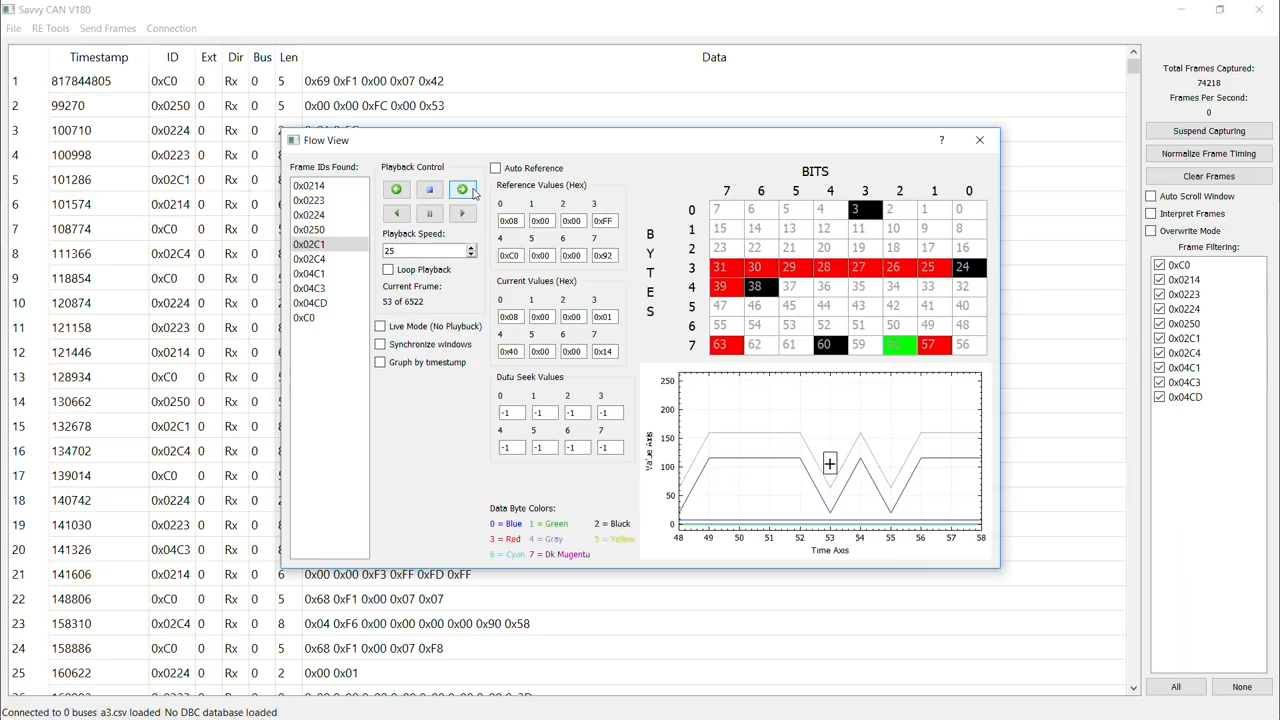 Savvy CAN V180
File RE Tools Send Frames Connection
Timestamp ID Ext Dir Bus Len Data
1 817844805 0xC0 0 Rx 0 5 0x69 0xF1 0x00 0x07 0x42
2 99270 0x0250 0 Rx 0 5 0x00 0x00 0xFC 0x00 0x53
3 100710 0x0224 0 Rx 0
4 100998 0x0223 0 Rx 0
5 101286 0x02C1 0 Rx 0
6 101574 0x0214 0 Rx 0
7 108774 0x04C3 0 Rx 0
8 111366 0x02C4 0 Rx 0
9 118854 0xC0 0 Rx 0
10 120874 0x0224 0 Rx 0
11 121158 0x0223 0 Rx 0
12 121446 0x0214 0 Rx 0
13 128934 0xC0 0 Rx 0
14 130662 0x0250 0 Rx 0
15 132678 0x02C1 0 Rx 0
16 134702 0x02C4 0 Rx 0
17 139014 0xC0 0 Rx 0
18 140742 0x0224 0 Rx 0
19 141030 0x0223 0 Rx 0
20 141326 0x04C3 0 Rx 0
21 141606 0x0214 0 Rx 0 6 0x00 0x00 0xF3 0xFF 0xFD 0xFF
22 148806 0xC0 0 Rx 0 5 0x68 0xF1 0x00 0x07 0x07
23 158310 0x02C4 0 Rx 0 8 0x04 0xF6 0x00 0x00 0x00 0x00 0x90 0x58
24 158886 0xC0 0 Rx 0 5 0x68 0xF1 0x00 0x07 0xF8
25 160622 0x0224 0 Rx 0 2 0x00 0x01
Flow View
?
Frame IDs Found:
0x0214
0x0223
0x0224
0x0250
0x02C1
0x02C4
0x04C1
0x04C3
0x04CD
0xC0
Playback Control
Playback Speed:
25
Loop Playback
Current Frame:
53 of 6522
Live Mode (No Playback)
Synchronize windows
Graph by timestamp
Auto Reference
Reference Values (Hex)
0 1 2 3
0x08 0x00 0x00 0xFF
4 5 6 7
0xC0 0x00 0x00 0x92
Current Values (Hex)
0 1 2 3
0x08 0x00 0x00 0x01
4 5 6 7
0x40 0x00 0x00 0x14
Data Seek Values
0 1 2 3
-1 -1 -1 -1
4 5 6 7
-1 -1 -1 -1
Data Byte Colors:
0 = Blue 1 = Green 2 = Black
3 = Red 4 = Gray 5 = Yellow
6 = Cyun 7 = Dk Mugentu
BITS
7 6 5 4 3 2 1 0
BYTES
0 7 6 5 4 3 2 1 0
1 15 14 13 12 11 10 9 8
2 23 22 21 20 19 18 17 16
3 31 30 29 28 27 26 25 24
4 39 38 37 36 35 34 33 32
5 47 46 45 44 43 42 41 40
6 55 54 53 52 51 50 49 48
7 63 62 61 60 59 57 56
Value Axis
250
200
150
100
50
0
48 49 50 51 52 53 54 55 56 57 58
Time Axis
Total Frames Captured:
74218
Frames Per Second:
0
Suspend Capturing
Normalize Frame Timing
Clear Frames
Auto Scroll Window
Interpret Frames
Overwrite Mode
Frame Filtering:
0xC0
0x0214
0x0223
0x0224
0x0250
0x02C1
0x02C4
0x04C1
0x04C3
0x04CD
All None
Connected to 0 buses a3.csv loaded No DBC database loaded